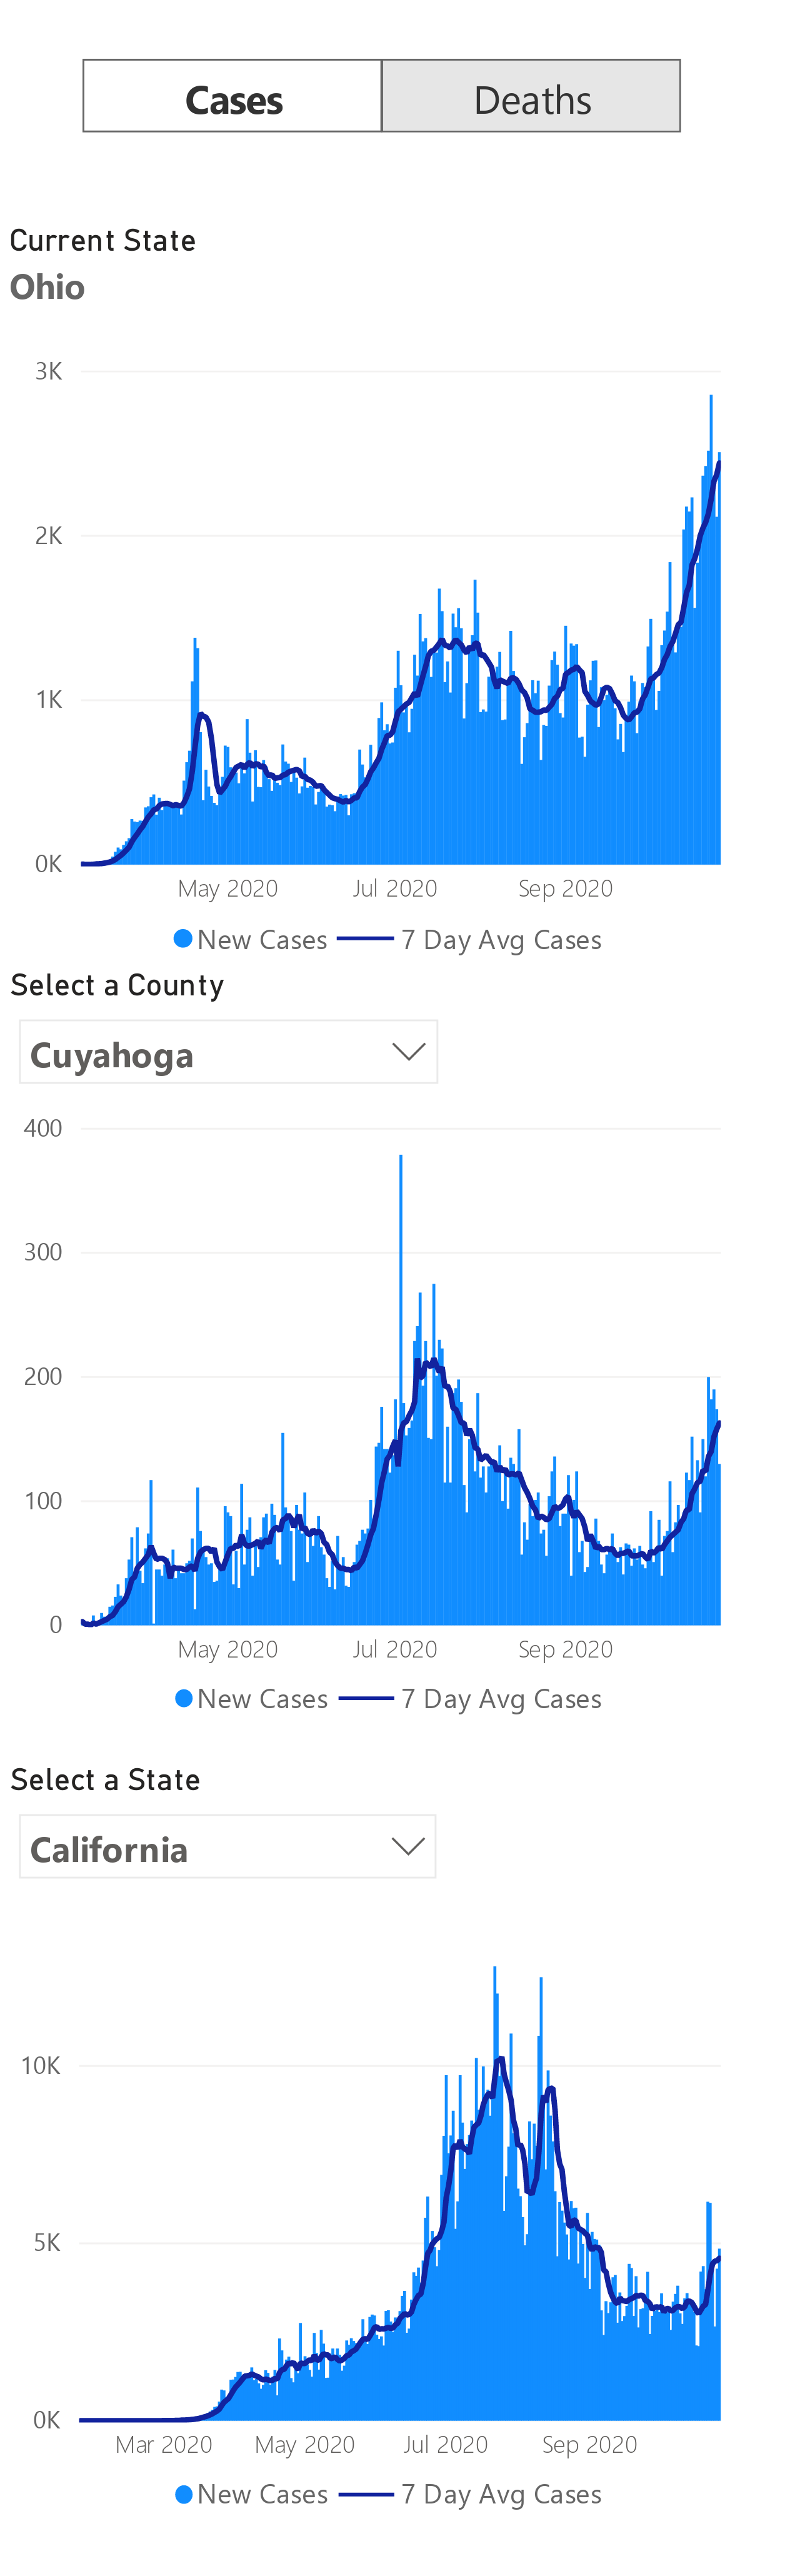 Cases Deaths
Current State
Ohio
3K
2K
1K
0K
May 2020 Jul 2020 Sep 2020
New Cases 7 Day Avg Cases
Select a County
Cuyahoga
400
300
200
100
0
May 2020 Jul 2020 Sep 2020
New Cases 7 Day Avg Cases
Select a State
California
10K
5K
0K
Mar 2020 May 2020 Jul 2020 Sep 2020
New Cases 7 Day Avg Cases